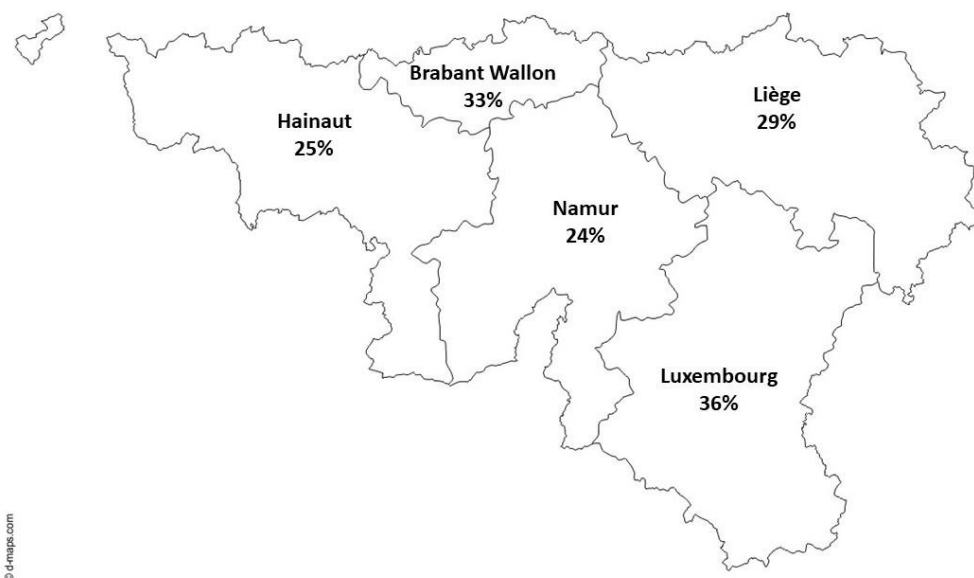 Brabant Wallon
33%
Liège
29%
Hainaut
25%
Namur
24%
Luxembourg
36%
© d-maps.com